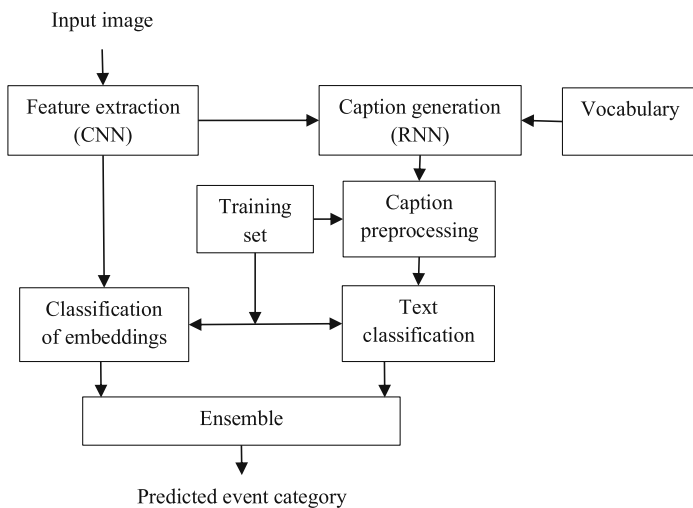 Input image
Feature extraction
(CNN)
Caption generation
(RNN)
Vocabulary
Training
set
Caption
preprocessing
Classification
of embeddings
Text
classification
Ensemble
Predicted event category